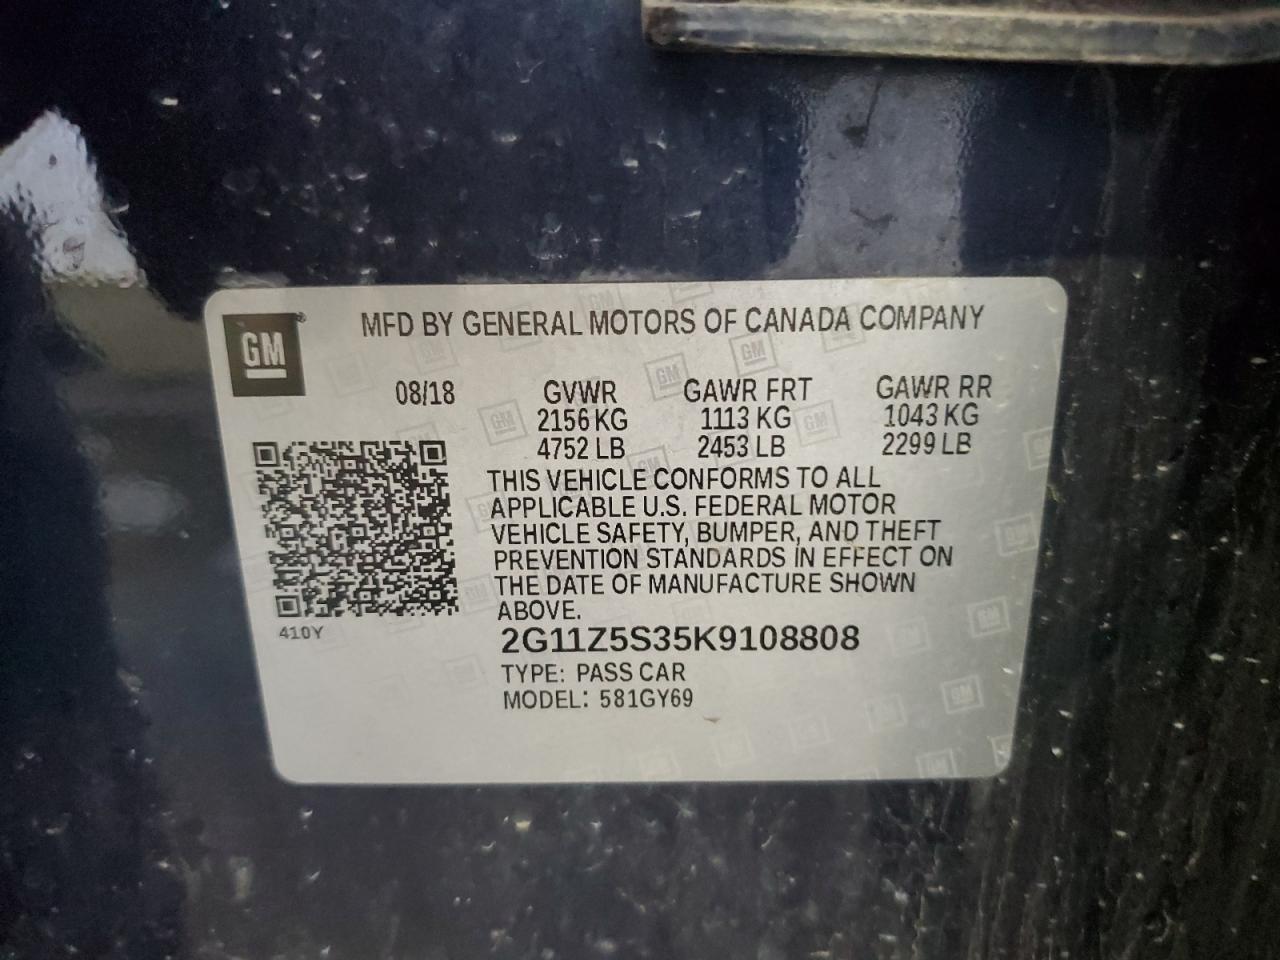 GM
MFD BY GENERAL MOTORS OF CANADA COMPANY
08/18 GVWR GAWR FRT GAWR RR
2156 KG 1113 KG 1043 KG
4752 LB 2453 LB 2299 LB
THIS VEHICLE CONFORMS TO ALL
APPLICABLE U.S. FEDERAL MOTOR
VEHICLE SAFETY, BUMPER, AND THEFT
PREVENTION STANDARDS IN EFFECT ON
THE DATE OF MANUFACTURE SHOWN
ABOVE.
410Y
2G11Z5S35K9108808
TYPE: PASS CAR
MODEL: 581GY69